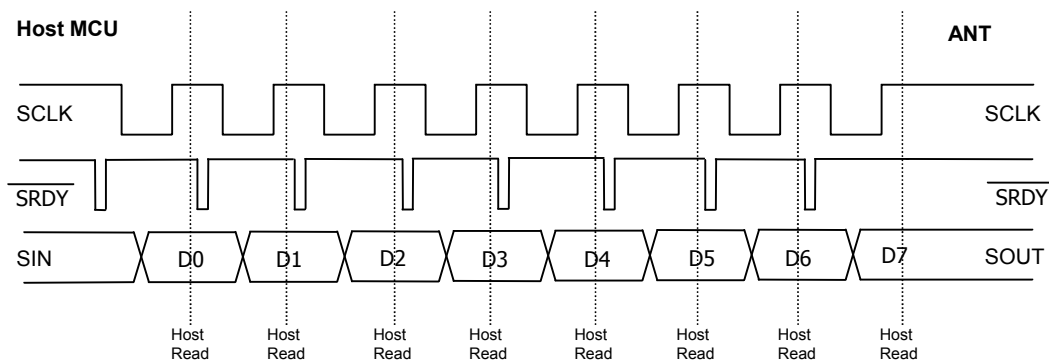 Host MCU
ANT
SCLK
SCLK
SRDY
SRDY
SIN
D0
D1
D2
D3
D4
D5
D6
D7
SOUT
Host
Read
Host
Read
Host
Read
Host
Read
Host
Read
Host
Read
Host
Read
Host
Read